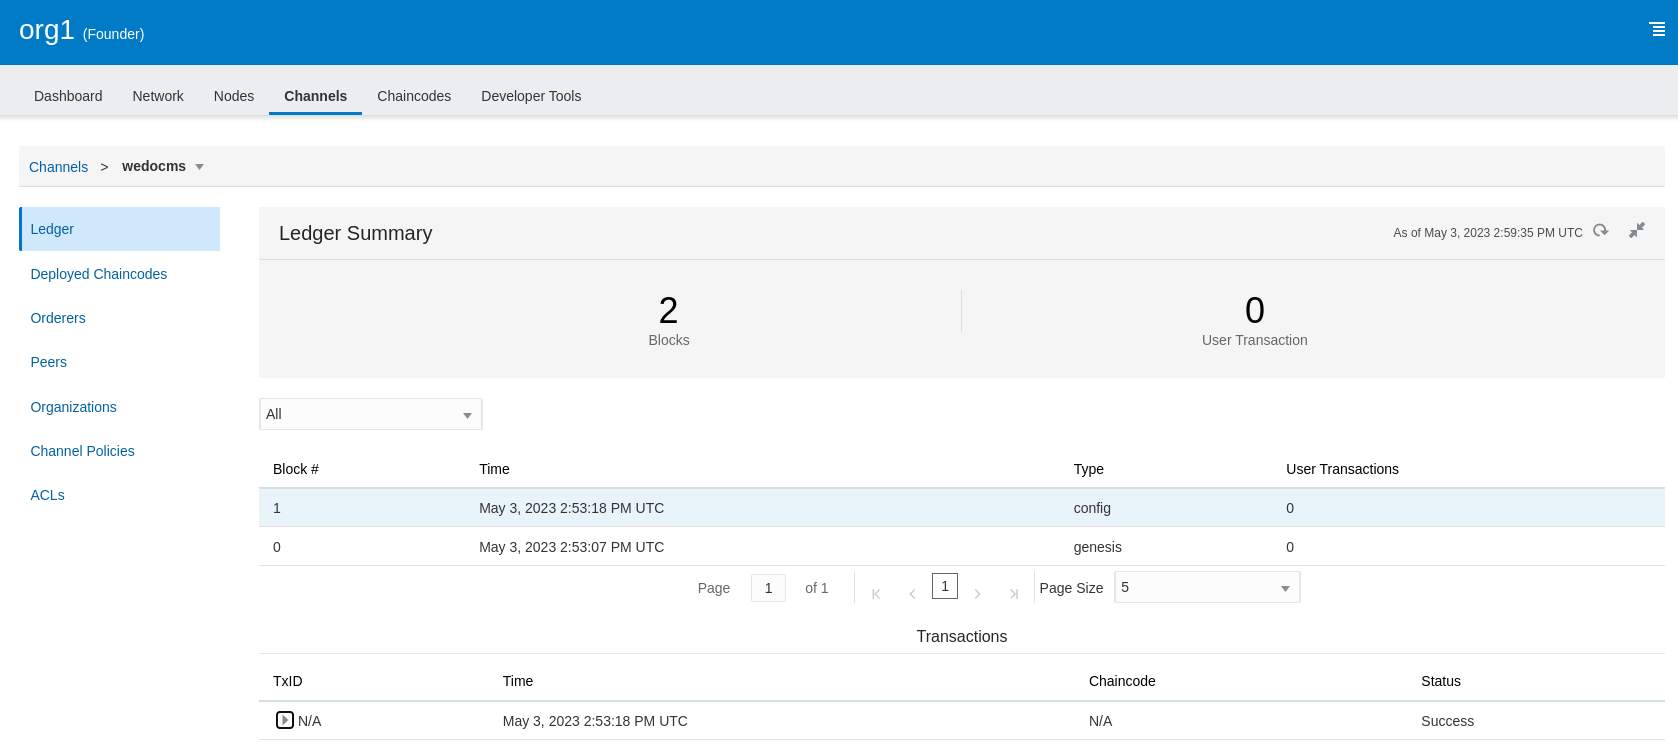 org1 (Founder)
Dashboard Network Nodes Channels Chaincodes Developer Tools
Channels > wedocms
Ledger
Deployed Chaincodes
Orderers
Peers
Organizations
Channel Policies
ACLs
Ledger Summary As of May 3, 2023 2:59:35 PM UTC
2 0
Blocks User Transaction
All
Block # Time Type User Transactions
1 May 3, 2023 2:53:18 PM UTC config 0
0 May 3, 2023 2:53:07 PM UTC genesis 0
Page 1 of 1 1 Page Size 5
Transactions
TxID Time Chaincode Status
N/A May 3, 2023 2:53:18 PM UTC N/A Success